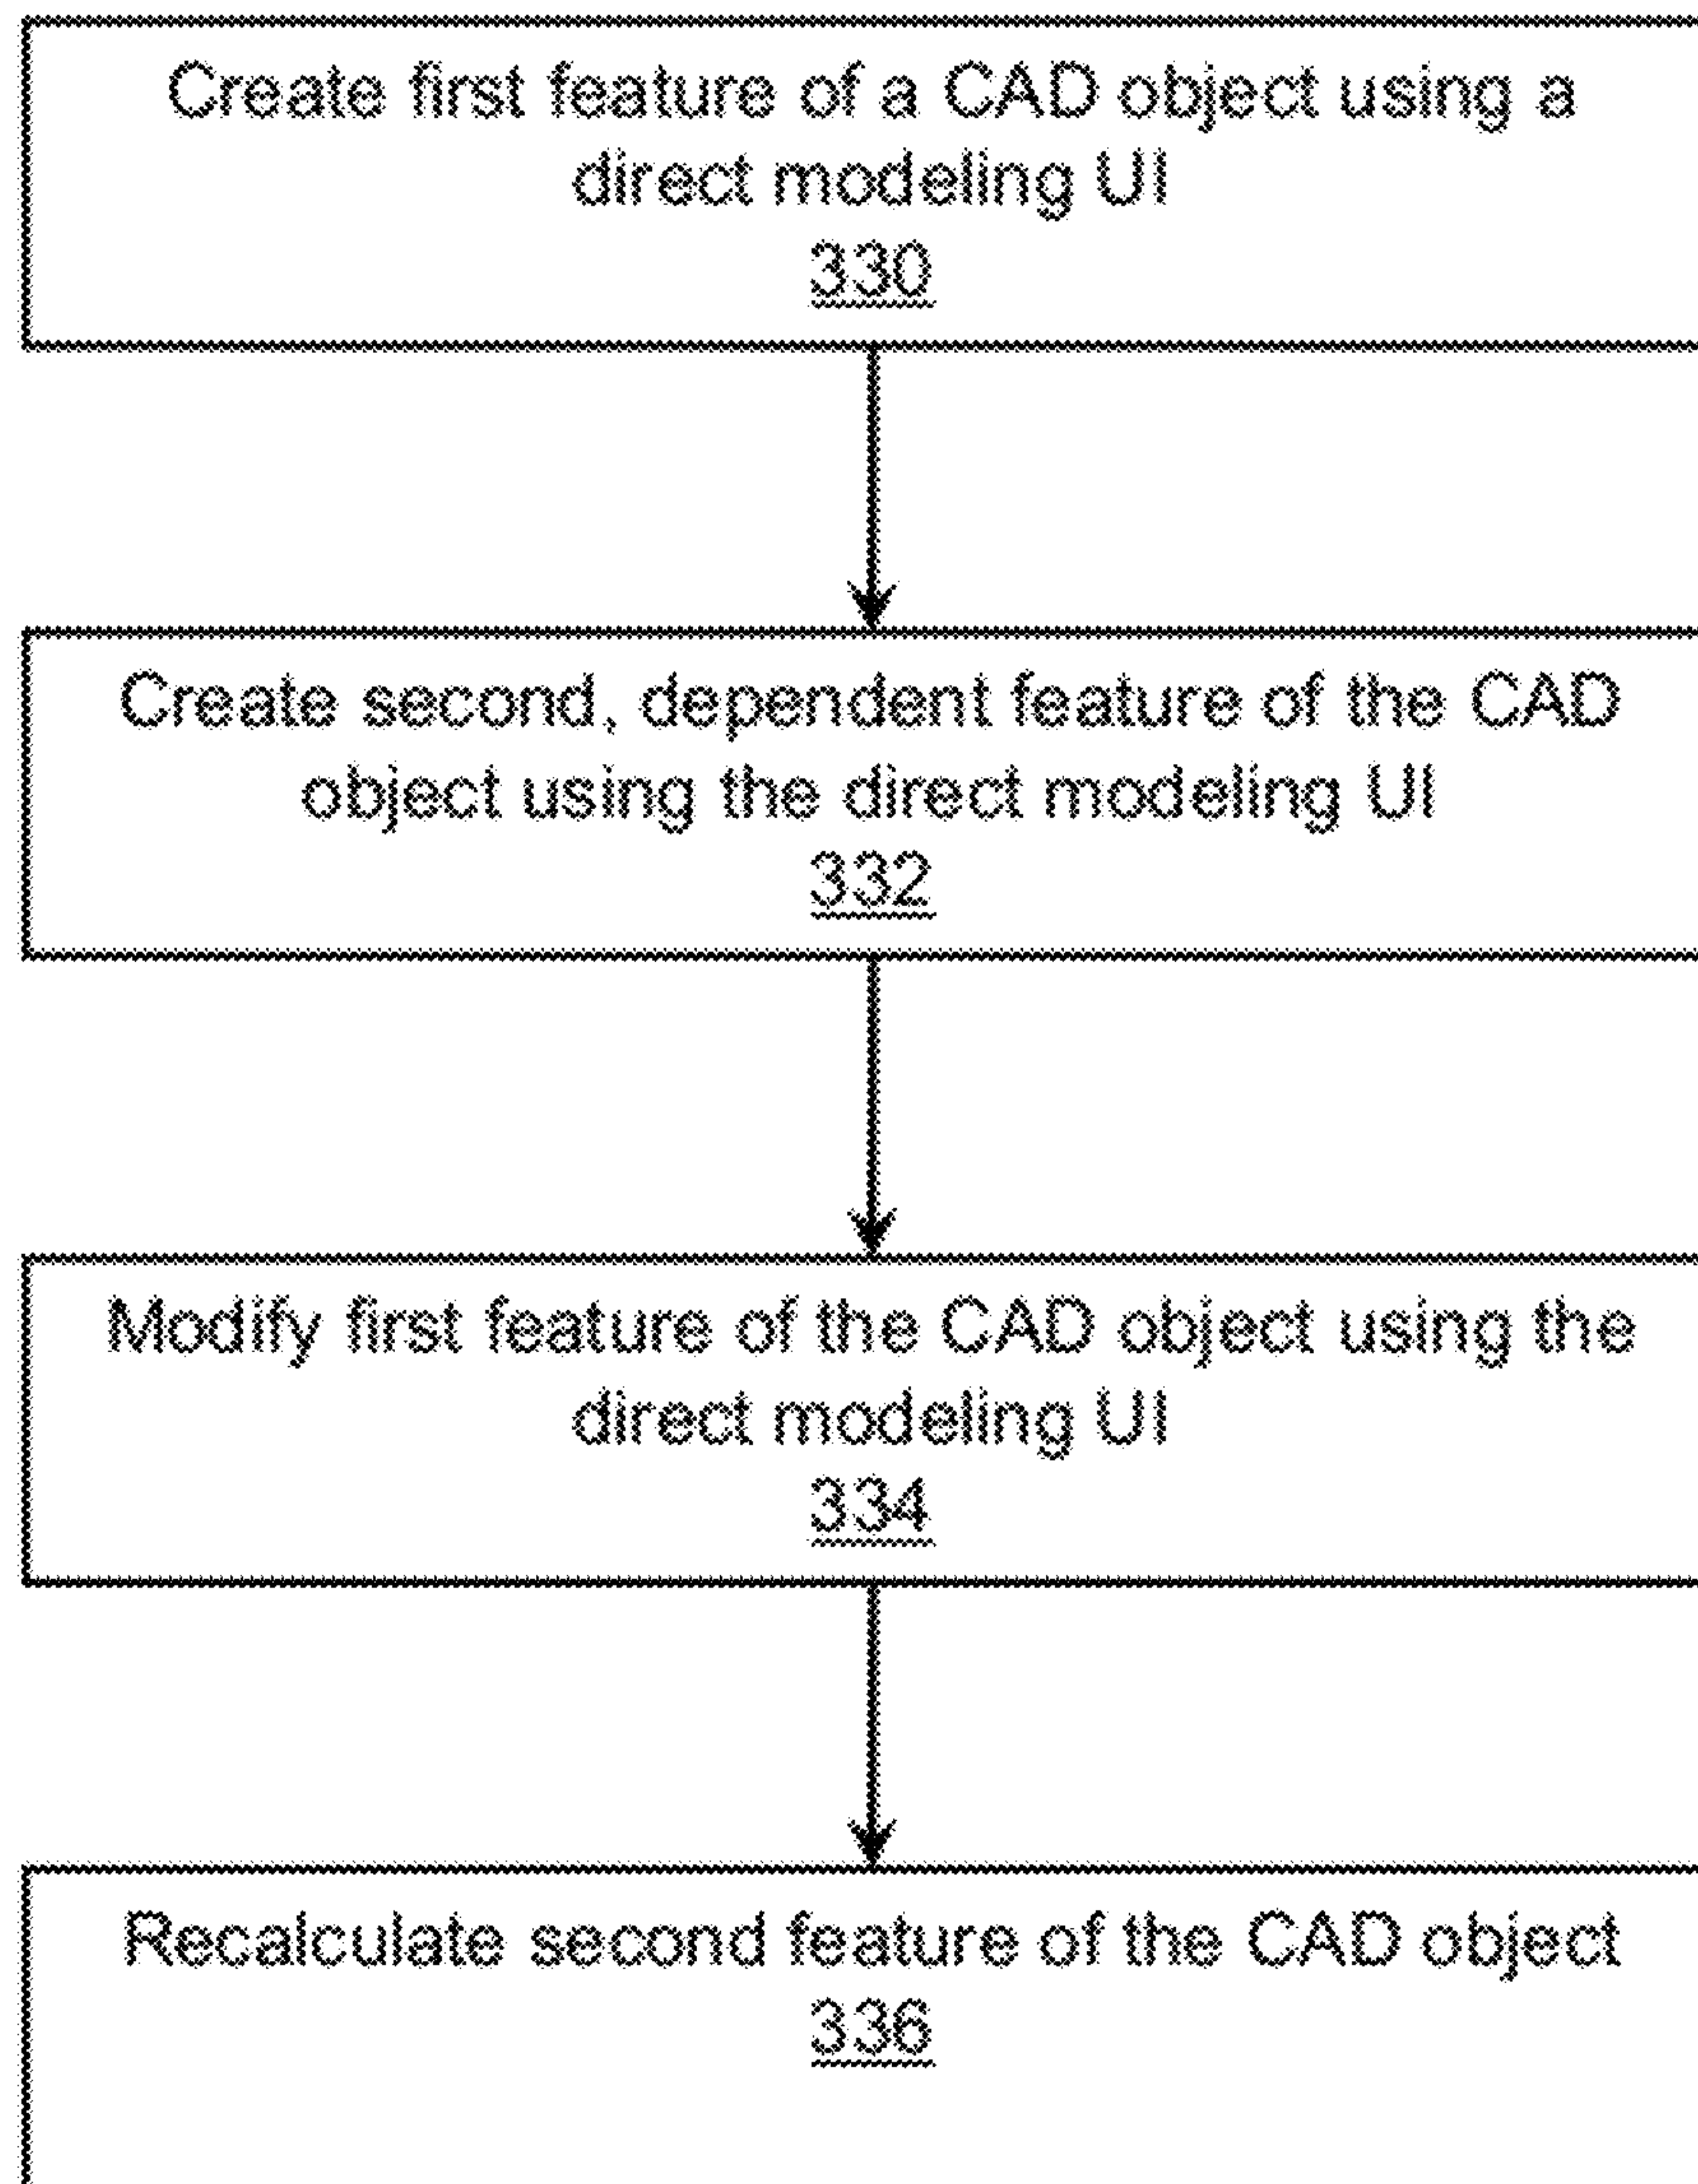 Create first feature of a CAD object using a
direct modeling UI
330
Create second, dependent feature of the CAD
object using the direct modeling UI
332
Modify first feature of the CAD object using the
direct modeling UI
334
Recalculate second feature of the CAD object
336